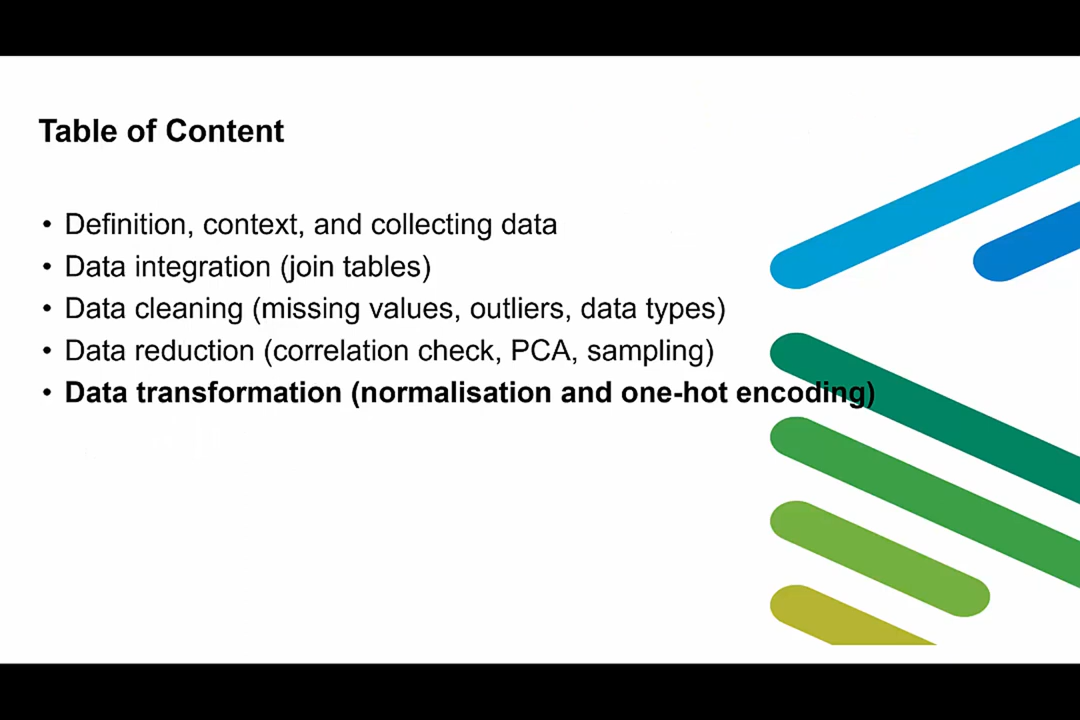 Table of Content
• Definition, context, and collecting data
• Data integration (join tables)
• Data cleaning (missing values, outliers, data types)
• Data reduction (correlation check, PCA, sampling)
• Data transformation (normalisation and one-hot encoding)